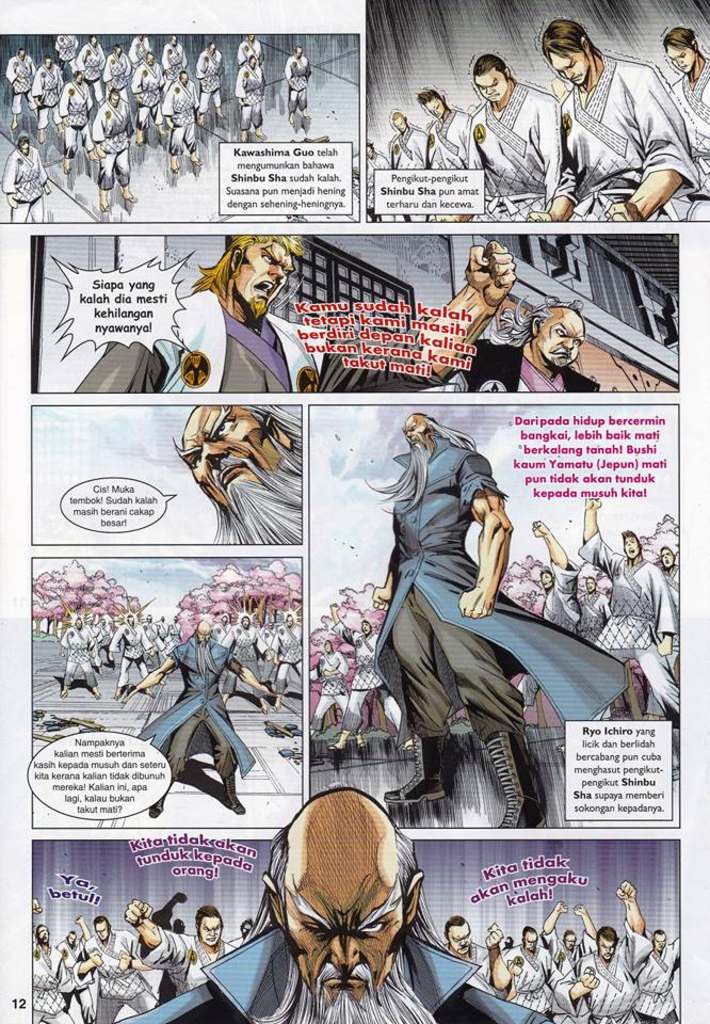 Kawashima Guo telah
mengumunkan bahawa
Shinbu Sha sudah kalah.
Suasana pun menjadi hening
dengan sehening-heningnya.
Pengikut-pengikut
Shinbu Sha pun amat
terharu dan kecewa.
Siapa yang
kalah dia mesti
kehilangan
nyawanya!
Kamu sudah kalah
tetapi kami masih
berdiri depan kalian
bukan kerana kami
takut mati!
Cis! Muka
tembok! Sudah kalah
masih berani cakap
besar!
Daripada hidup bercermin
bangkai, lebih baik mati
berkalang tanah! Bushi
kaum Yamatu (Jepun) mati
pun tidak akan tunduk
kepada musuh kita!
Nampaknya
kalian mesti berterima
kasih kepada musuh dan seteru
kita kerana kalian tidak dibunuh
mereka! Kalian ini, apa
lagi, kalau bukan
takut mati?
Ryo Ichiro yang
licik dan berlidah
bercabang pun cuba
menghasut pengikut-
pengikut Shinbu
Sha supaya memberi
sokongan kepadanya.
Ya,
betul!
Kita tidak akan
tunduk kepada
orang!
Kita tidak
akan mengaku
kalah!
12